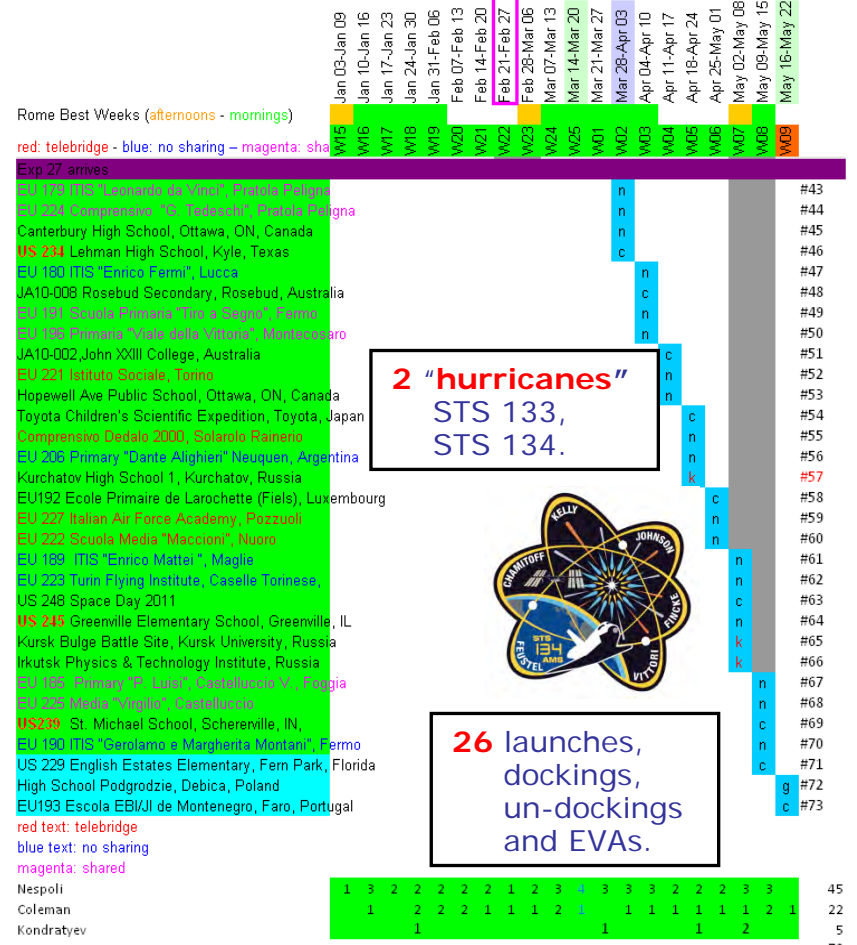 Jan 03-Jan 09
Jan 10-Jan 16
Jan 17-Jan 23
Jan 24-Jan 30
Jan 31-Feb 06
Feb 07-Feb 13
Feb 14-Feb 20
Feb 21-Feb 27
Feb 28-Mar 06
Mar 07-Mar 13
Mar 14-Mar 20
Mar 21-Mar 27
Mar 28-Apr 03
Apr 04-Apr 10
Apr 11-Apr 17
Apr 18-Apr 24
Apr 25-May 01
May 02-May 08
May 09-May 15
May 16-May 22
Rome Best Weeks (afternoons - mornings)
red: telebridge - blue: no sharing – magenta: sha
W15 W16 W17 W18 W19 W20 W21 W22 W23 W24 W25 W01 W02 W03 W04 W05 W06 W07 W08 W09
Exp 27 arrives
EU 179 ITIS "Leonardo da Vinci", Pratola Peligna n #43
EU 224 Comprensivo "G. Tedeschi", Pratola Peligna n #44
Canterbury High School, Ottawa, ON, Canada n #45
US 234 Lehman High School, Kyle, Texas c #46
EU 180 ITIS "Enrico Fermi", Lucca n #47
JA10-008 Rosebud Secondary, Rosebud, Australia c #48
EU 191 Scuola Primaria "Tiro a Segno", Fermo n #49
EU 196 Primaria "Viale della Vittoria", Montecosaro n #50
JA10-002,John XXIII College, Australia c #51
EU 221 Istituto Sociale, Torino n #52
Hopewell Ave Public School, Ottawa, ON, Canada n #53
Toyota Children's Scientific Expedition, Toyota, Japan c #54
Comprensivo Dedalo 2000, Solarolo Rainerio n #55
EU 206 Primary "Dante Alighieri" Neuquen, Argentina n #56
Kurchatov High School 1, Kurchatov, Russia k #57
EU192 Ecole Primaire de Larochette (Fiels), Luxembourg c #58
EU 227 Italian Air Force Academy, Pozzuoli n #59
EU 222 Scuola Media "Maccioni", Nuoro n #60
EU 189 ITIS "Enrico Mattei", Maglie n #61
EU 223 Turin Flying Institute, Caselle Torinese, n #62
US 248 Space Day 2011 c #63
US 245 Greenville Elementary School, Greenville, IL n #64
Kursk Bulge Battle Site, Kursk University, Russia k #65
Irkutsk Physics & Technology Institute, Russia k #66
EU 185 Primary "P. Luisi", Castelluccio V., Foggia n #67
EU 225 Media "Virgilio", Castelluccio n #68
US239 St. Michael School, Schererville, IN, c #69
EU 190 ITIS "Gerolamo e Margherita Montani", Fermo n #70
US 229 English Estates Elementary, Fern Park, Florida c #71
High School Podgrodzie, Debica, Poland g #72
EU193 Escola EBI/JI de Montenegro, Faro, Portugal c #73
2 "hurricanes"
STS 133,
STS 134.
KELLY
JOHNSON
FINCKE
VITTORI
FEUSTEL
CHAMITOFF
STS
134
AMS
26 launches,
dockings,
un-dockings
and EVAs.
red text: telebridge
blue text: no sharing
magenta: shared
Nespoli 1 3 2 2 2 2 2 1 2 3 4 3 3 3 2 2 2 3 3 45
Coleman 1 2 2 2 1 1 2 1 1 1 1 1 1 1 2 1 22
Kondratyev 1 1 1 2 5